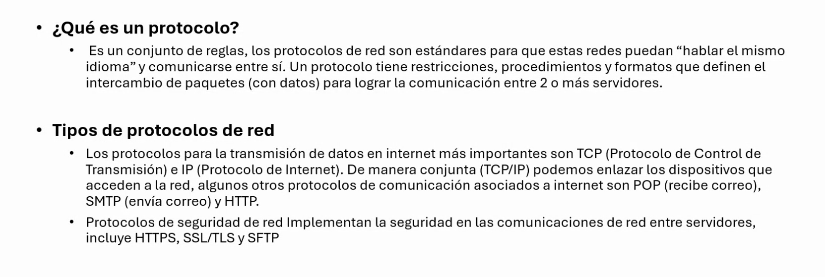 • ¿Qué es un protocolo?
• Es un conjunto de reglas, los protocolos de red son estándares para que estas redes puedan “hablar el mismo
idioma” y comunicarse entre sí. Un protocolo tiene restricciones, procedimientos y formatos que definen el
intercambio de paquetes (con datos) para lograr la comunicación entre 2 o más servidores.
• Tipos de protocolos de red
• Los protocolos para la transmisión de datos en internet más importantes son TCP (Protocolo de Control de
Transmisión) e IP (Protocolo de Internet). De manera conjunta (TCP/IP) podemos enlazar los dispositivos que
acceden a la red, algunos otros protocolos de comunicación asociados a internet son POP (recibe correo),
SMTP (envía correo) y HTTP.
• Protocolos de seguridad de red Implementan la seguridad en las comunicaciones de red entre servidores,
incluye HTTPS, SSL/TLS y SFTP